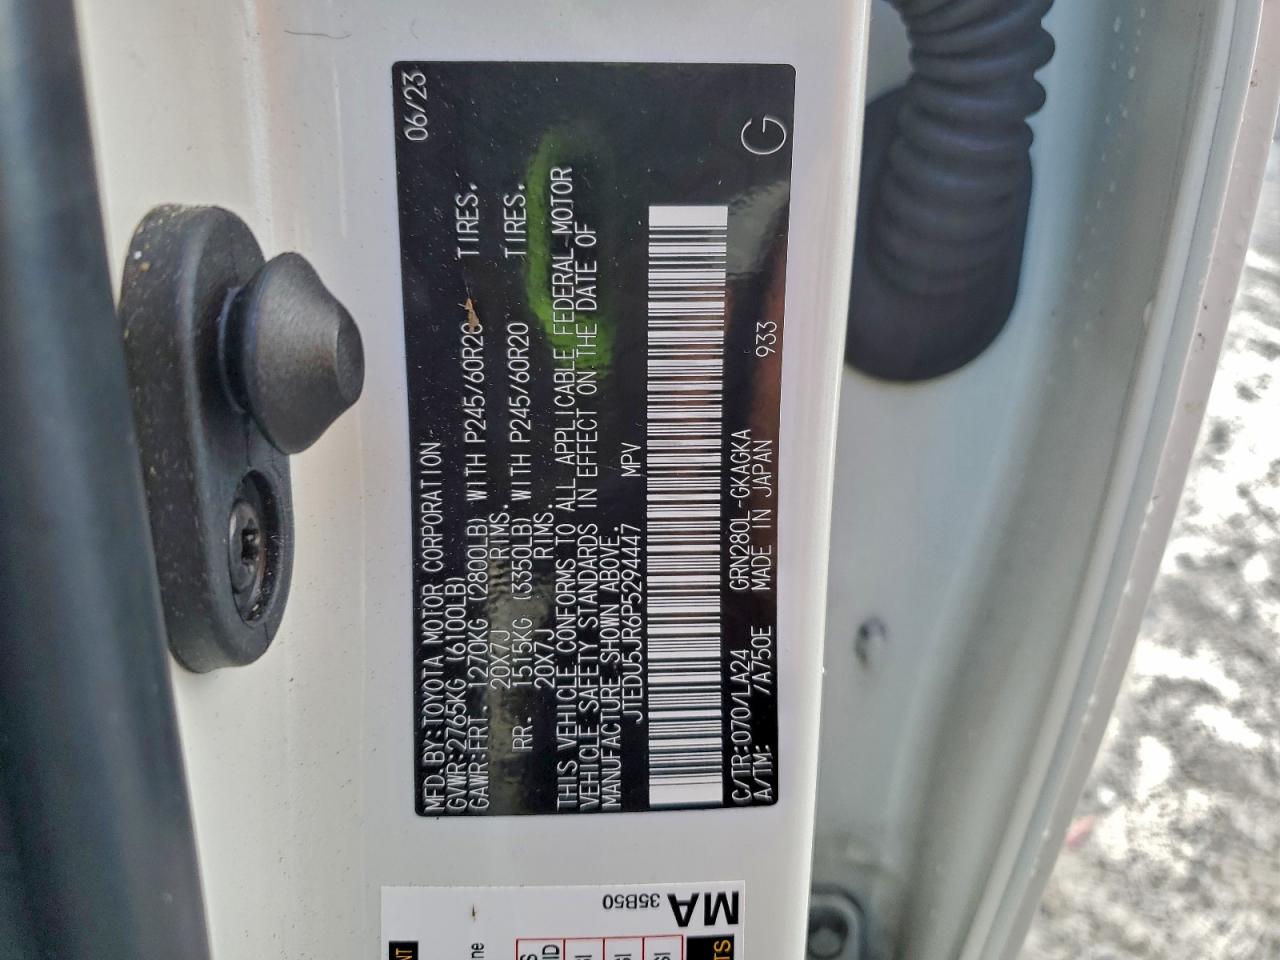 MFD. BY: TOYOTA MOTOR CORPORATION 06/23
GVWR: 2765KG (6100LB)
GAWR: FRT. 1270KG (2800LB) WITH P245/60R20 TIRES.
20X7J RIMS.
RR. 1515KG (3350LB) WITH P245/60R20 TIRES.
20X7J RIMS.
THIS VEHICLE CONFORMS TO ALL APPLICABLE FEDERAL MOTOR
VEHICLE SAFETY STANDARDS IN EFFECT ON THE DATE OF
MANUFACTURE SHOWN ABOVE.
JTEDU5JR6P5294447 MPV
C/TR: 070/LA24 GRN280L-GKAGKA 933 G
A/TM: /A750E MADE IN JAPAN
MA
35B50